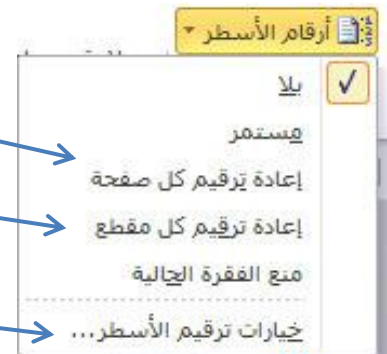 أرقام الأسطر
بلا
مستمر
إعادة ترقيم كل صفحة
إعادة ترقيم كل مقطع
منع الفقرة الحالية
خيارات ترقيم الأسطر...